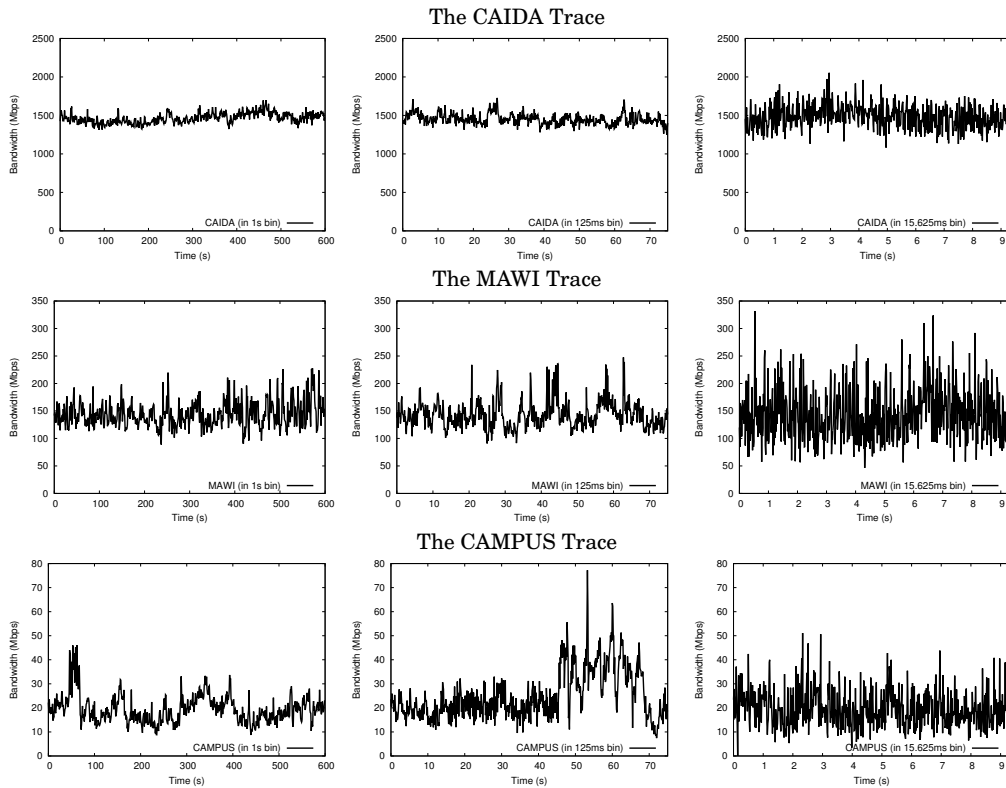 The CAIDA Trace
2500
2000
1500
1000
500
0
Bandwidth (Mbps)
CAIDA (in 1s bin)
0 100 200 300 400 500 600
Time (s)
2500
2000
1500
1000
500
0
Bandwidth (Mbps)
CAIDA (in 125ms bin)
0 10 20 30 40 50 60 70
Time (s)
2500
2000
1500
1000
500
0
Bandwidth (Mbps)
CAIDA (in 15.625ms bin)
0 1 2 3 4 5 6 7 8 9
Time (s)
The MAWI Trace
350
300
250
200
150
100
50
0
Bandwidth (Mbps)
MAWI (in 1s bin)
0 100 200 300 400 500 600
Time (s)
350
300
250
200
150
100
50
0
Bandwidth (Mbps)
MAWI (in 125ms bin)
0 10 20 30 40 50 60 70
Time (s)
350
300
250
200
150
100
50
0
Bandwidth (Mbps)
MAWI (in 15.625ms bin)
0 1 2 3 4 5 6 7 8 9
Time (s)
The CAMPUS Trace
80
70
60
50
40
30
20
10
0
Bandwidth (Mbps)
CAMPUS (in 1s bin)
0 100 200 300 400 500 600
Time (s)
80
70
60
50
40
30
20
10
0
Bandwidth (Mbps)
CAMPUS (in 125ms bin)
0 10 20 30 40 50 60 70
Time (s)
80
70
60
50
40
30
20
10
0
Bandwidth (Mbps)
CAMPUS (in 15.625ms bin)
0 1 2 3 4 5 6 7 8 9
Time (s)